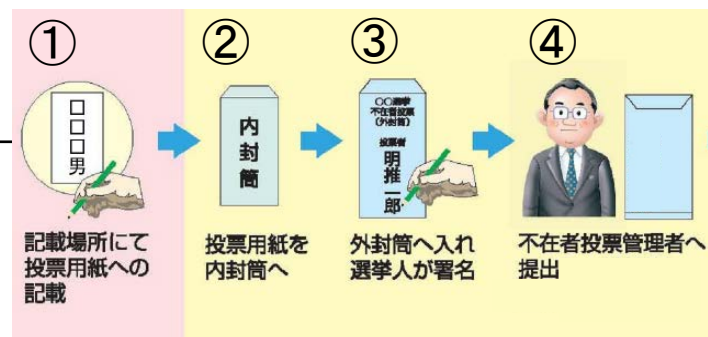 ① ② ③ ④
□□□男
内封筒
〇〇選挙
不在者投票
(外封筒)
投票者
明推一郎
記載場所にて
投票用紙への
記載
投票用紙を
内封筒へ
外封筒へ入れ
選挙人が署名
不在者投票管理者へ
提出